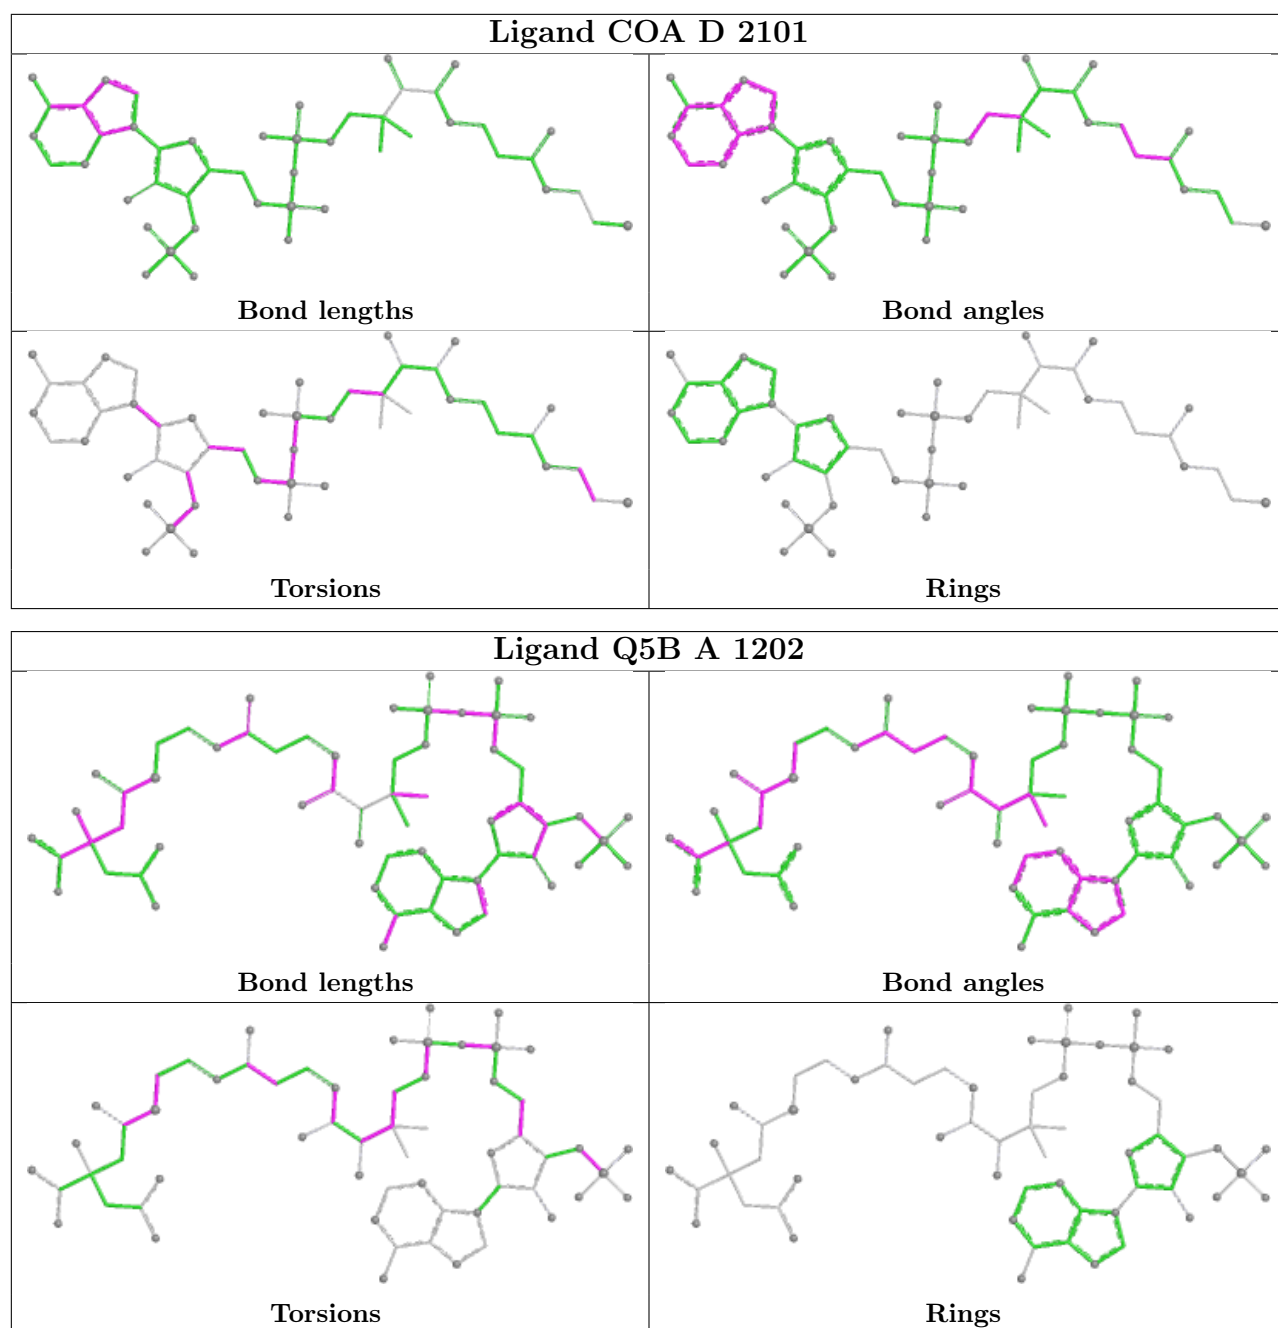 Ligand COA D 2101
Bond lengths
Bond angles
Torsions
Rings
Ligand Q5B A 1202
Bond lengths
Bond angles
Torsions
Rings